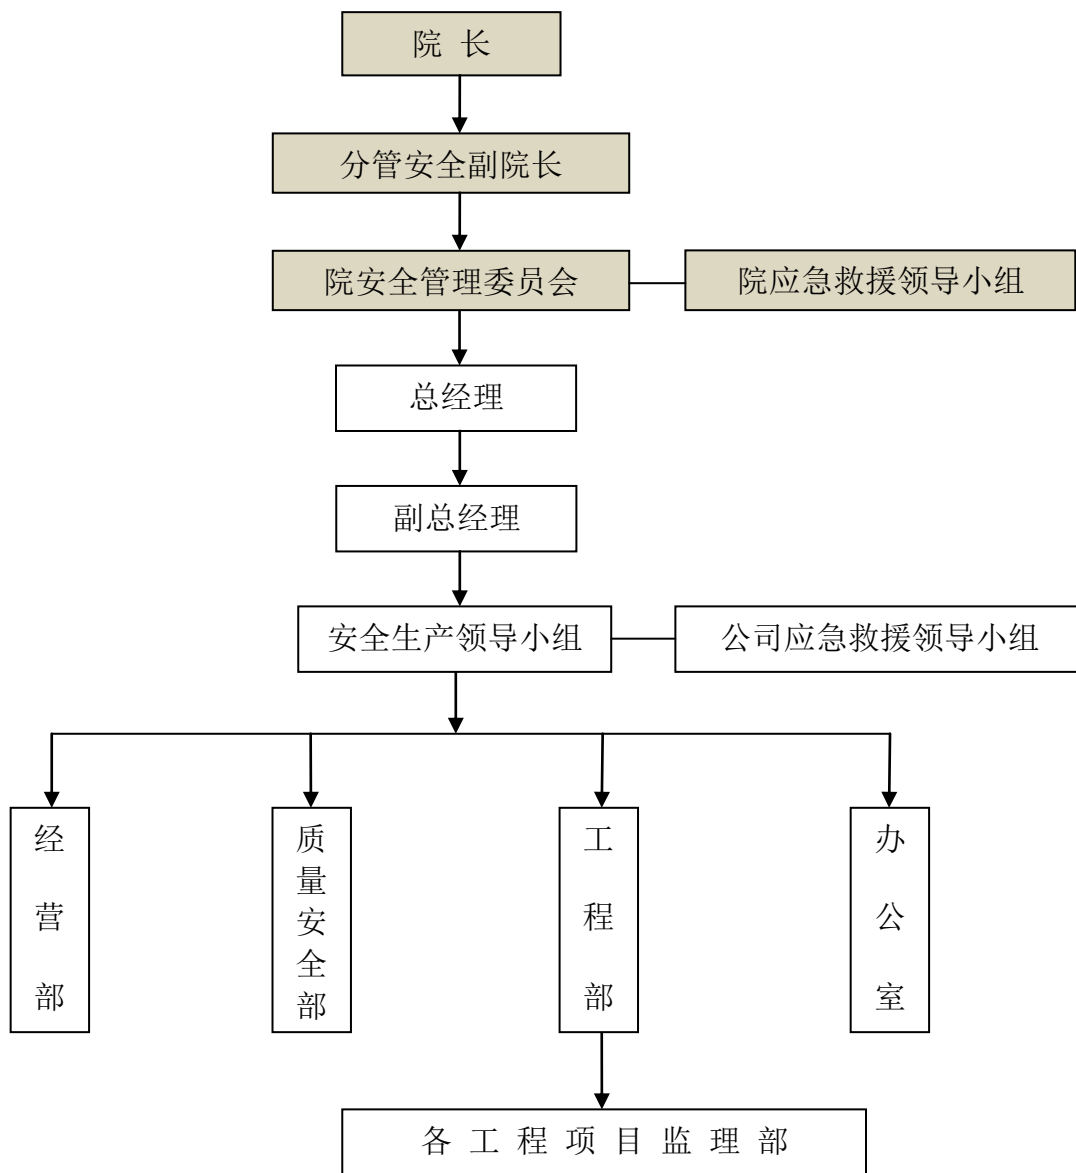 院 长
分管安全副院长
院安全管理委员会
院应急救援领导小组
总经理
副总经理
安全生产领导小组
公司应急救援领导小组
经营部
质量安全部
工程部
办公室
各工程项目监理部